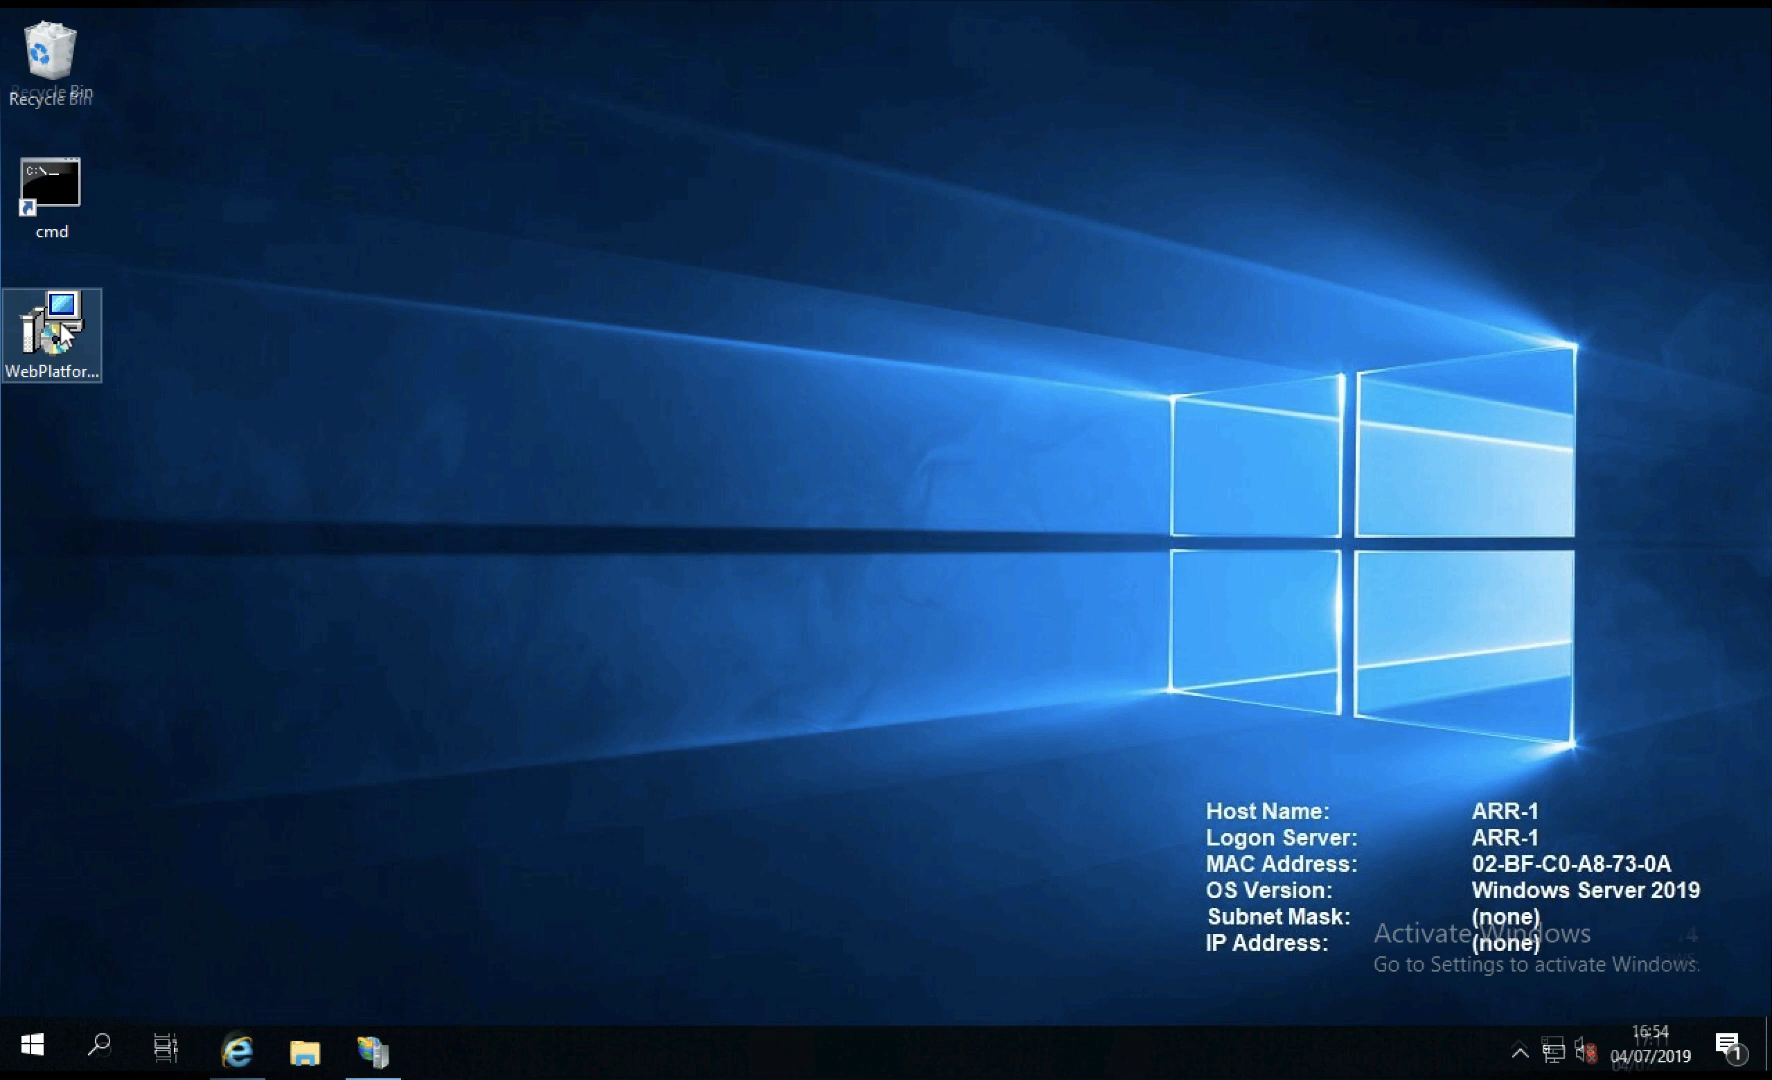 Recycle Bin
C:\_
cmd
WebPlatfor...
Host Name: ARR-1
Logon Server: ARR-1
MAC Address: 02-BF-C0-A8-73-0A
OS Version: Windows Server 2019
Subnet Mask: (none)
IP Address: (none)
Activate Windows
Go to Settings to activate Windows.
16:54
04/07/2019
1